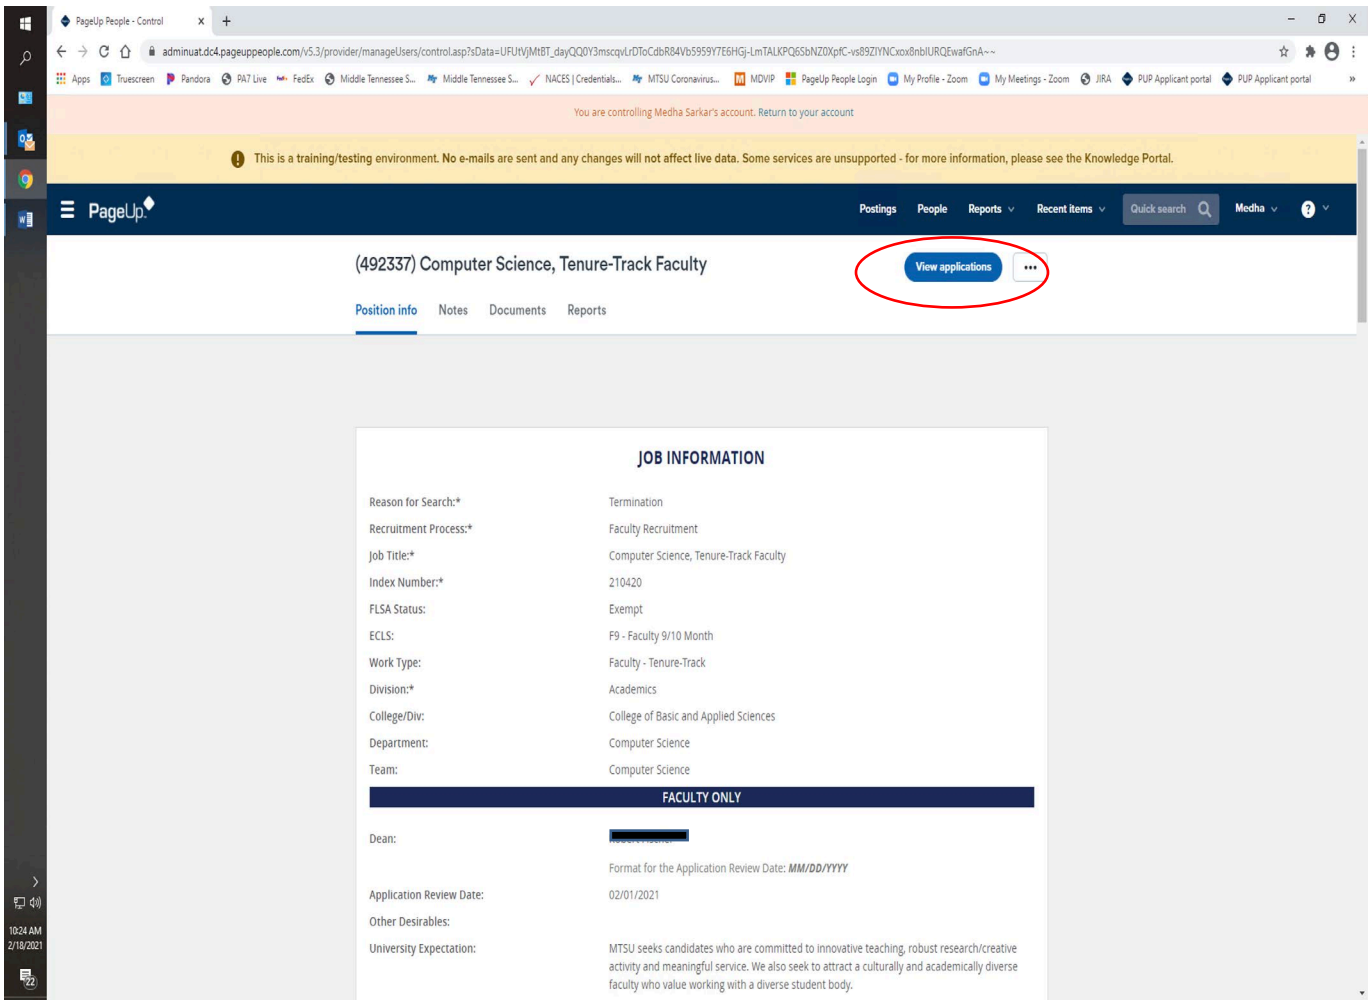 PageUp People - Control
adminuat.dc4.pageuppeople.com/v5.3/provider/manageUsers/control.asp?sData=UFUtVjMtBT_dayQQ0Y3mscqvLrDToCdbR84Vb5959Y7E6HGj-LmTALKPQ6SbNZ0XpfC-vs89ZIYNCxox8nbIURQEwafGnA~~
Apps Truescreen Pandora PA7 Live FedEx Middle Tennessee S... Middle Tennessee S... NACES | Credentials... MTSU Coronavirus... MDVIP PageUp People Login My Profile - Zoom My Meetings - Zoom JIRA PUP Applicant portal PUP Applicant portal »
You are controlling Medha Sarkar's account. Return to your account
This is a training/testing environment. No e-mails are sent and any changes will not affect live data. Some services are unsupported - for more information, please see the Knowledge Portal.
PageUp. Postings People Reports Recent items Quick search Medha ?
(492337) Computer Science, Tenure-Track Faculty View applications ...
Position info Notes Documents Reports
JOB INFORMATION
Reason for Search:* Termination
Recruitment Process:* Faculty Recruitment
Job Title:* Computer Science, Tenure-Track Faculty
Index Number:* 210420
FLSA Status: Exempt
ECLS: F9 - Faculty 9/10 Month
Work Type: Faculty - Tenure-Track
Division:* Academics
College/Div: College of Basic and Applied Sciences
Department: Computer Science
Team: Computer Science
FACULTY ONLY
Dean:
Format for the Application Review Date: MM/DD/YYYY
Application Review Date: 02/01/2021
Other Desirables:
University Expectation: MTSU seeks candidates who are committed to innovative teaching, robust research/creative
activity and meaningful service. We also seek to attract a culturally and academically diverse
faculty who value working with a diverse student body.
10:24 AM
2/18/2021
22